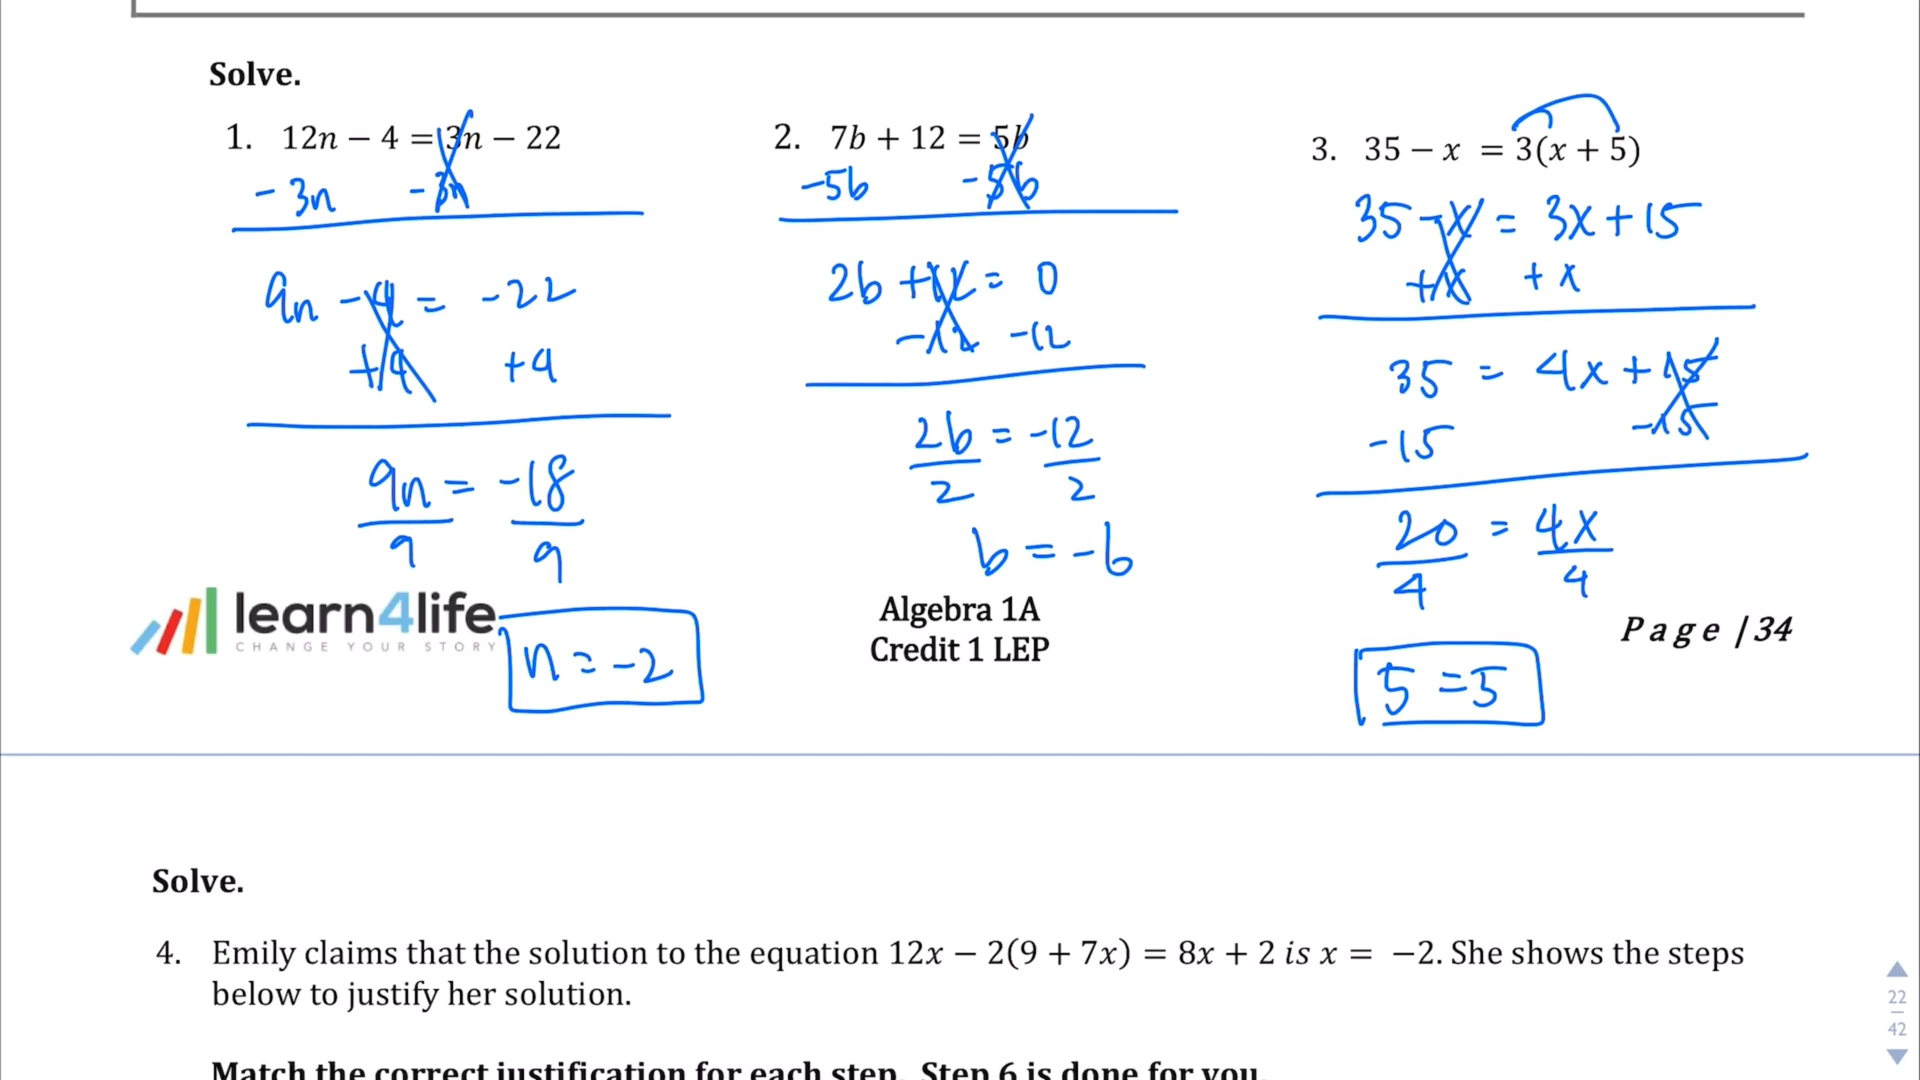 Solve.
1. 12n − 4 = 3n − 22
-3n -3n
9n -4 = -22
+4 +4
9n = -18
9 9
n = -2
2. 7b + 12 = 5b
-5b -5b
2b +12 = 0
-12 -12
2b = -12
2 2
b = -6
3. 35 − x = 3(x + 5)
35 -x = 3x + 15
+x + x
35 = 4x + 15
-15 -15
20 = 4x
4 4
5 = 5
learn4life
CHANGE YOUR STORY
Algebra 1A
Credit 1 LEP
Page |34
Solve.
4. Emily claims that the solution to the equation 12x − 2(9 + 7x) = 8x + 2 is x = −2. She shows the steps
below to justify her solution.
Match the correct justification for each step. Step 6 is done for you.
22
42